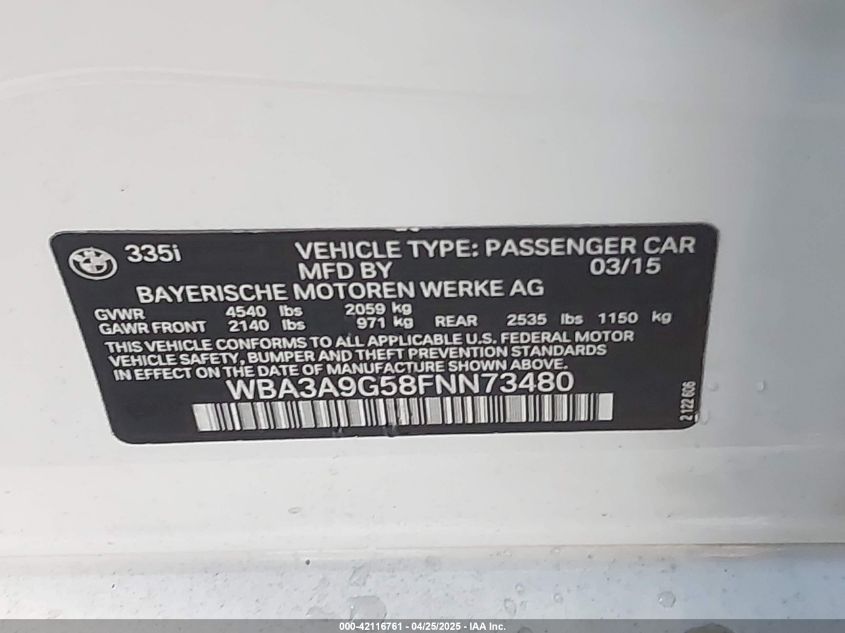 335i VEHICLE TYPE: PASSENGER CAR
MFD BY 03/15
BAYERISCHE MOTOREN WERKE AG
GVWR 4540 lbs 2059 kg
GAWR FRONT 2140 lbs 971 kg REAR 2535 lbs 1150 kg
THIS VEHICLE CONFORMS TO ALL APPLICABLE U.S. FEDERAL MOTOR
VEHICLE SAFETY, BUMPER AND THEFT PREVENTION STANDARDS
IN EFFECT ON THE DATE OF MANUFACTURE SHOWN ABOVE.
WBA3A9G58FNN73480
2 122 606
000-42116761 - 04/25/2025 - IAA Inc.